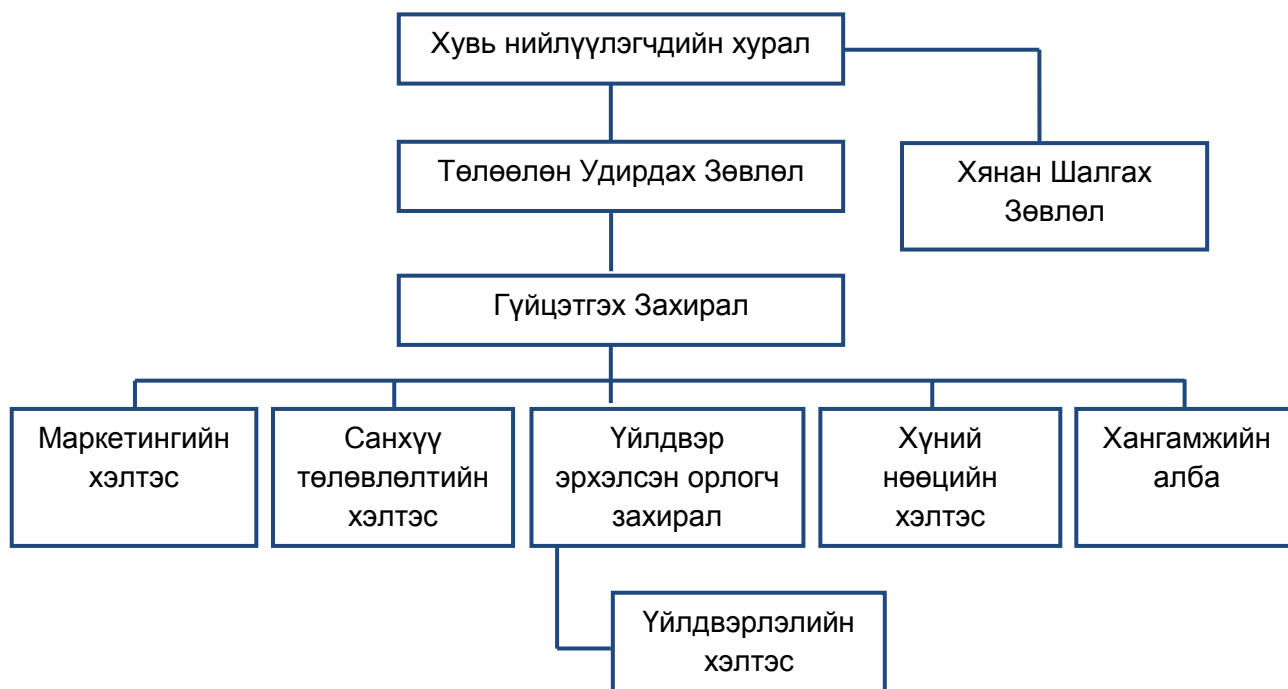 Хувь нийлүүлэгчдийн хурал
Төлөөлөн Удирдах Зөвлөл
Хянан Шалгах
Зөвлөл
Гүйцэтгэх Захирал
Маркетингийн
хэлтэс
Санхүү
төлөвлөлтийн
хэлтэс
Үйлдвэр
эрхэлсэн орлогч
захирал
Хүний
нөөцийн
хэлтэс
Хангамжийн
алба
Үйлдвэрлэлийн
хэлтэс